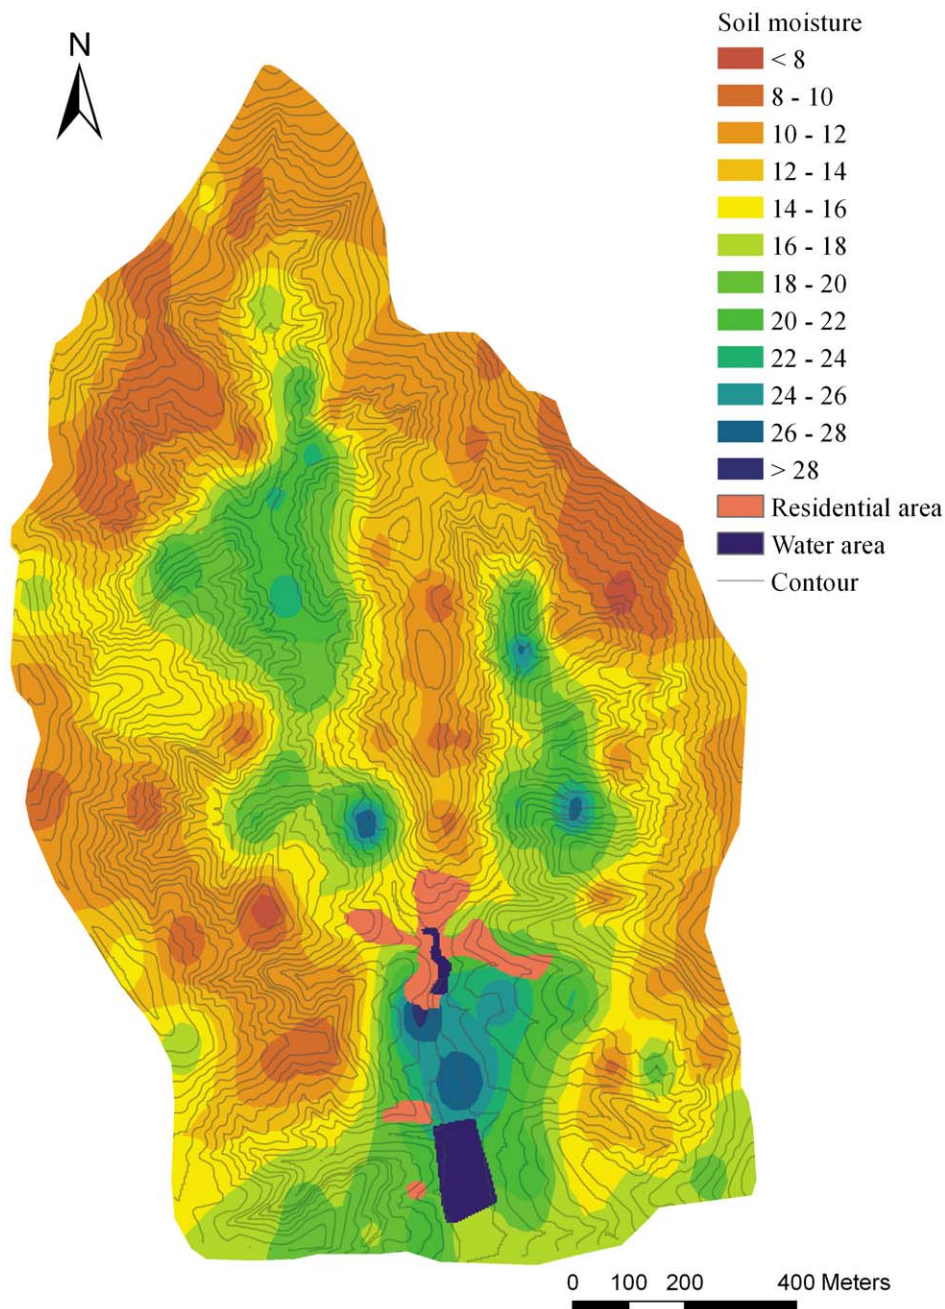 N
Soil moisture
< 8
8 - 10
10 - 12
12 - 14
14 - 16
16 - 18
18 - 20
20 - 22
22 - 24
24 - 26
26 - 28
> 28
Residential area
Water area
Contour
0 100 200 400 Meters